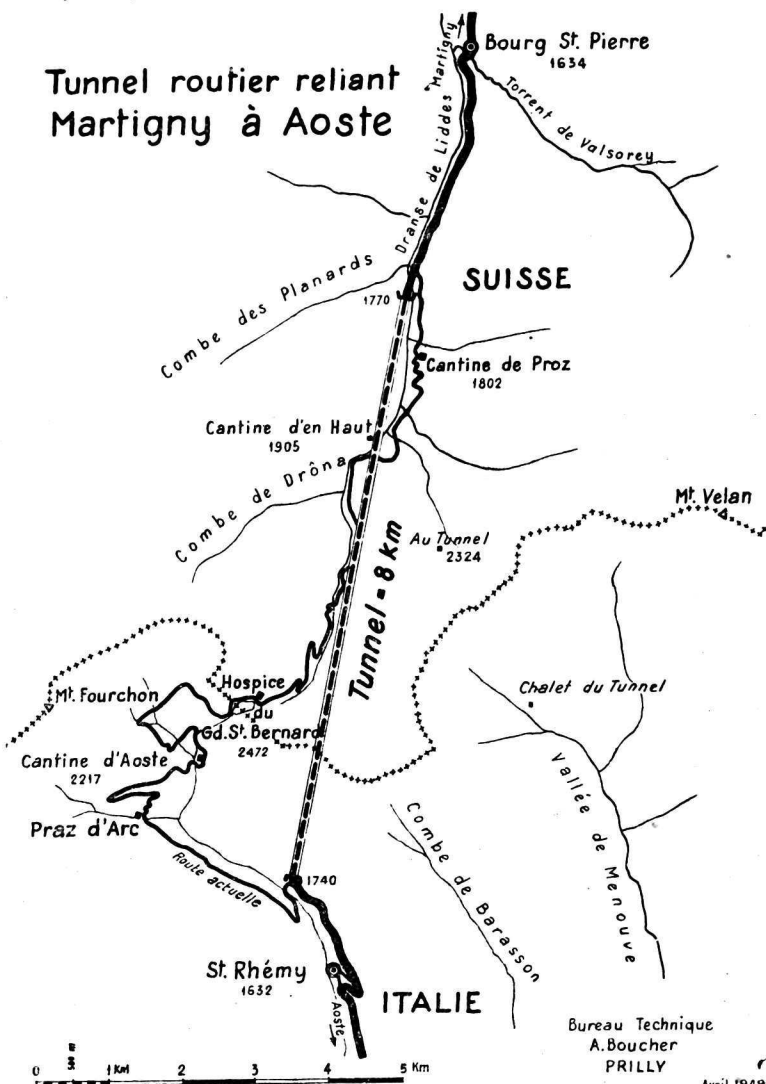 Tunnel routier reliant
Martigny à Aoste
Bourg St. Pierre
1634
Martigny
Dranse de Liddes
Torrent de Valsorey
SUISSE
Combe des Planards
1770
Cantine de Proz
1802
Cantine d'en Haut
1905
Combe de Drôna
Mt. Velan
Au Tunnel
2324
Tunnel = 8 km
Hospice
du
Gd. St. Bernard
2472
Mt. Fourchon
Chalet du Tunnel
Cantine d'Aoste
2217
Vallée de Menouve
Praz d'Arc
Combe de Barasson
Route actuelle
1740
St. Rhémy
1632
ITALIE
Aoste
Bureau Technique
A. Boucher
PRILLY
0 500 m 1 Km 2 3 4 5 Km
Avril 1948